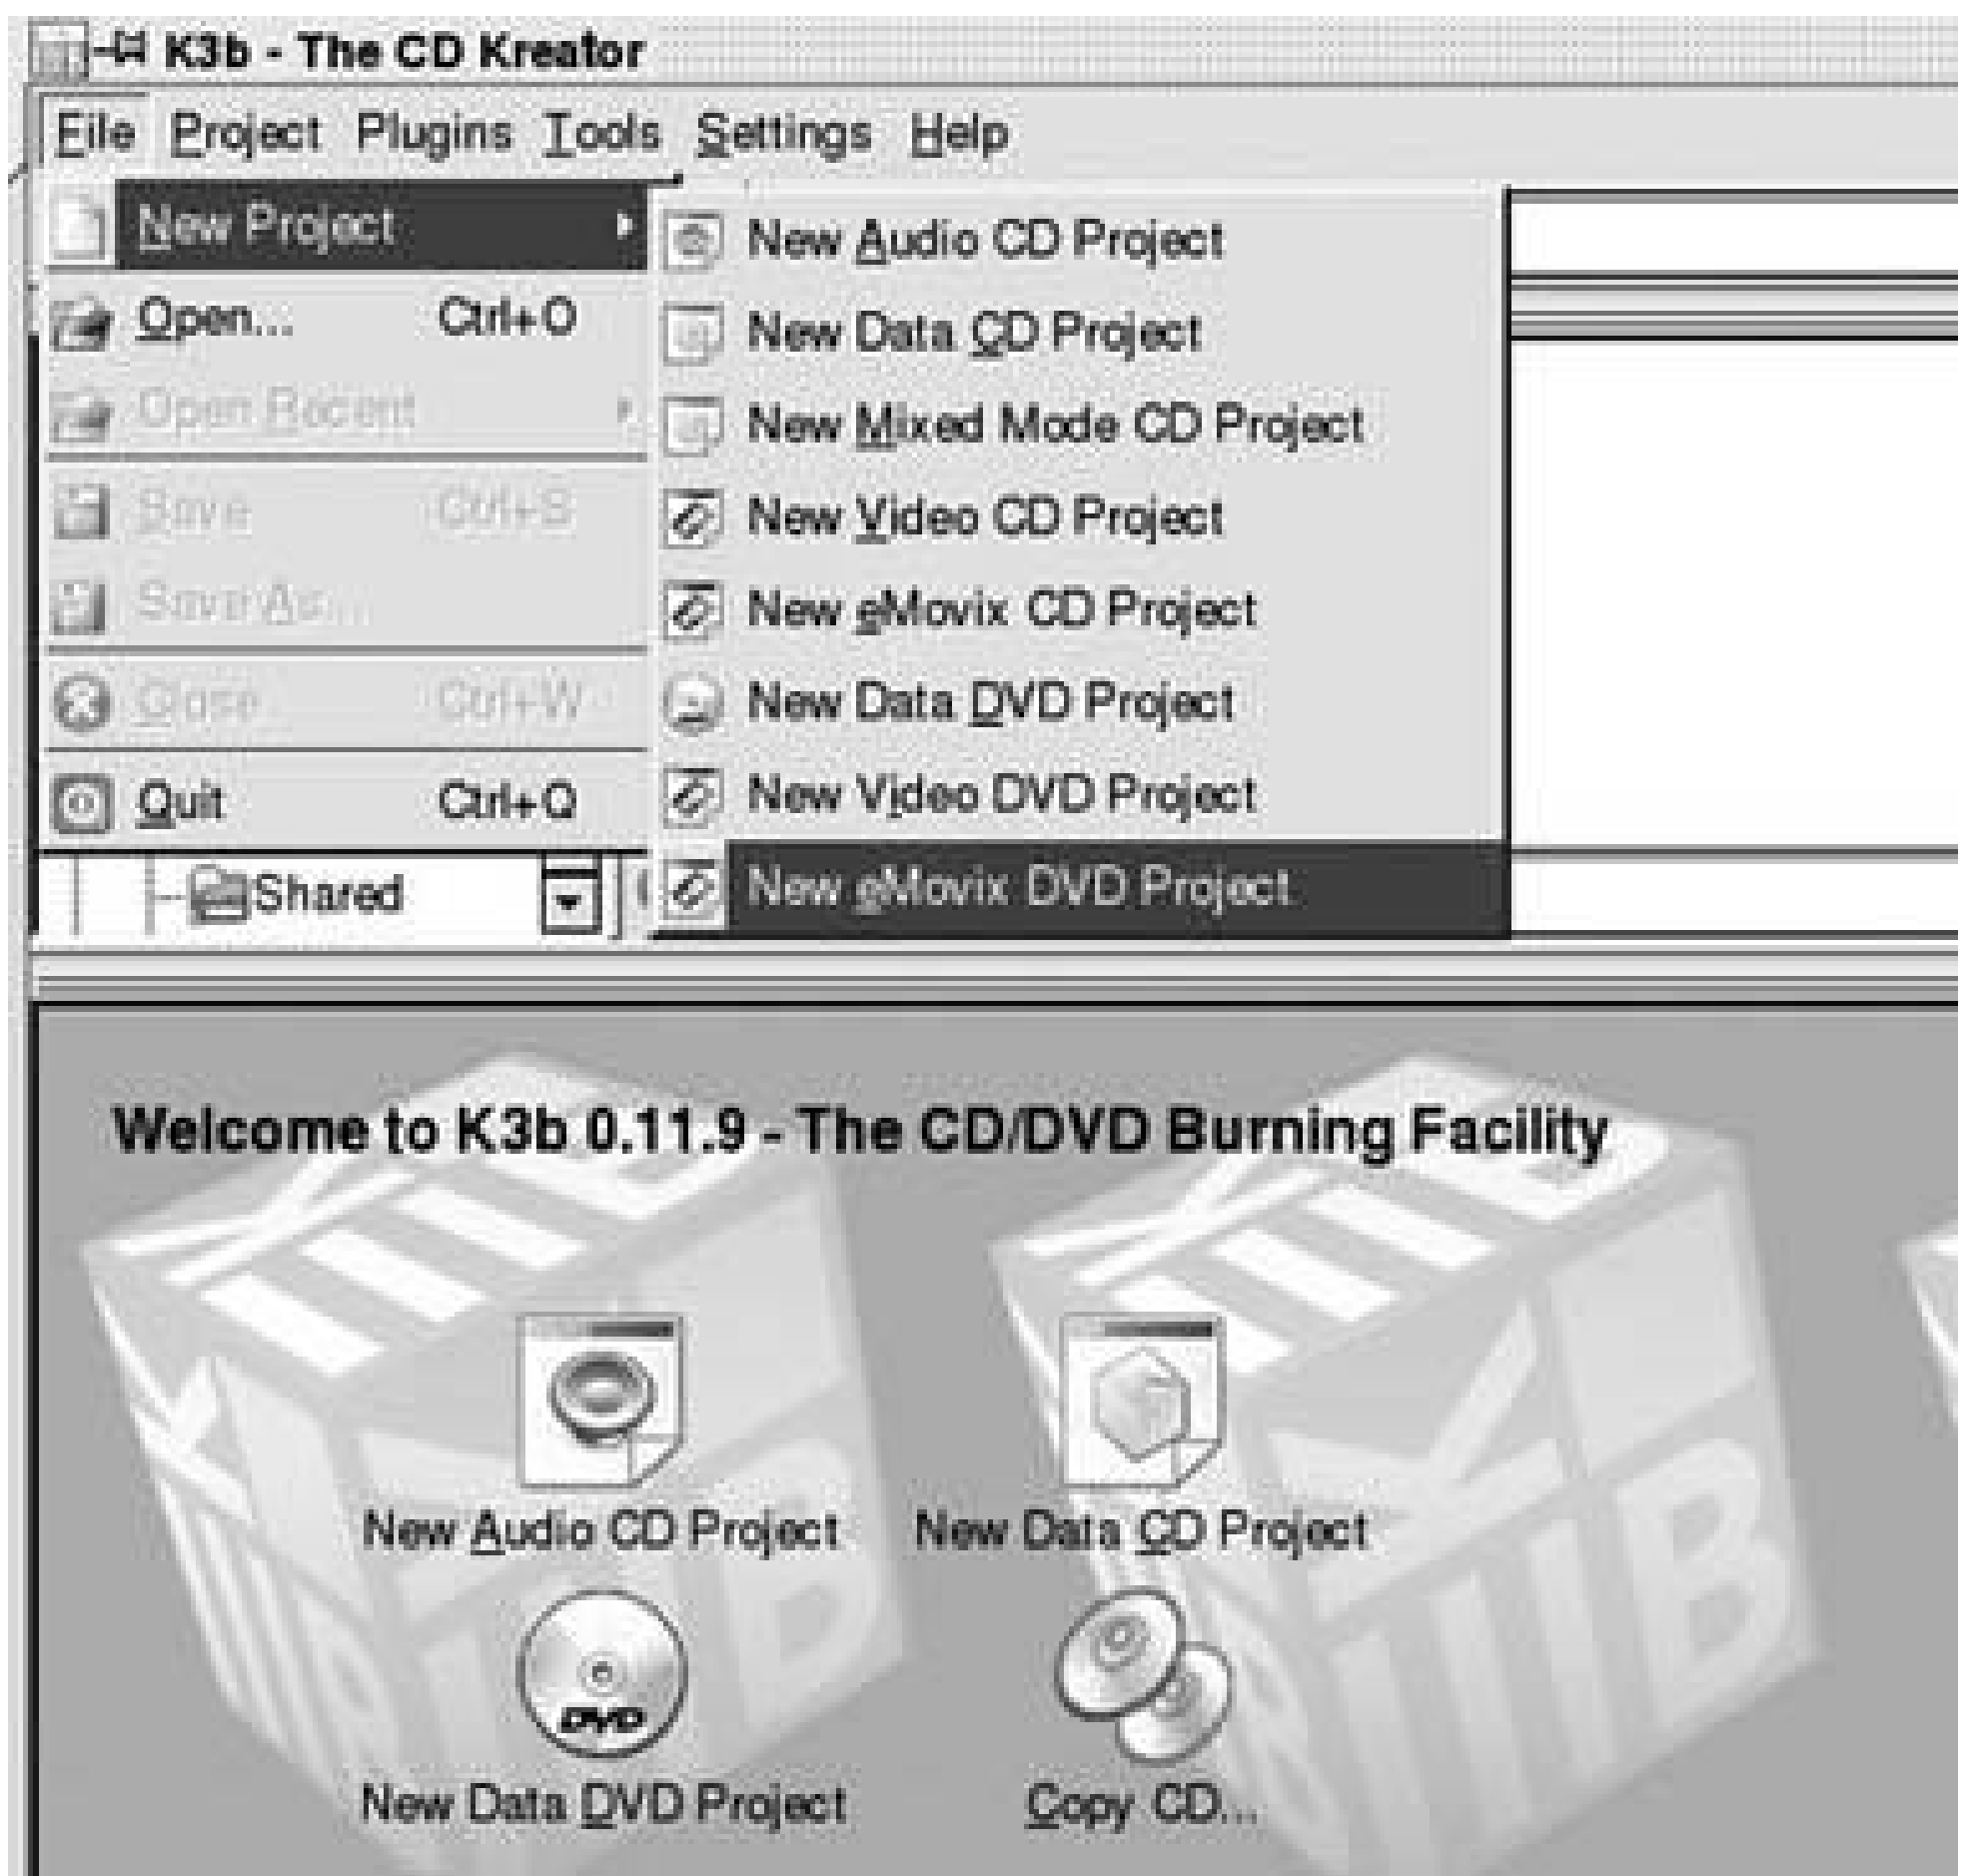 K3b - The CD Kreator
File Project Plugins Tools Settings Help
New Project
Open... Ctrl+O
Open Recent
Save Ctrl+S
Save As...
Close Ctrl+W
Quit Ctrl+Q
Shared
New Audio CD Project
New Data CD Project
New Mixed Mode CD Project
New Video CD Project
New eMovix CD Project
New Data DVD Project
New Video DVD Project
New eMovix DVD Project
Welcome to K3b 0.11.9 - The CD/DVD Burning Facility
New Audio CD Project
New Data CD Project
DVD
New Data DVD Project
Copy CD...